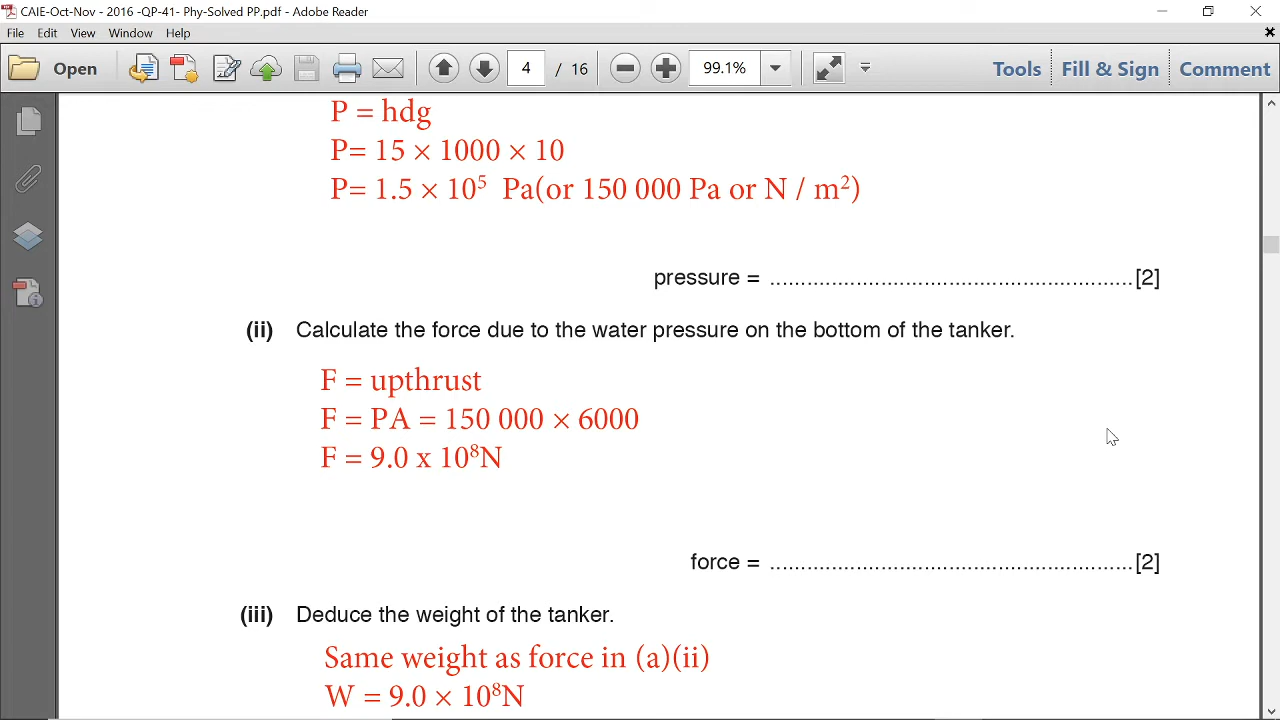 CAIE-Oct-Nov - 2016 -QP-41- Phy-Solved PP.pdf - Adobe Reader
File Edit View Window Help
Open 4 / 16 99.1% Tools Fill & Sign Comment
P = hdg
P= 15 × 1000 × 10
P= 1.5 × 10⁵ Pa(or 150 000 Pa or N / m²)
pressure = ............................................................[2]
(ii) Calculate the force due to the water pressure on the bottom of the tanker.
F = upthrust
F = PA = 150 000 × 6000
F = 9.0 x 10⁸N
force = ............................................................[2]
(iii) Deduce the weight of the tanker.
Same weight as force in (a)(ii)
W = 9.0 × 10⁸N